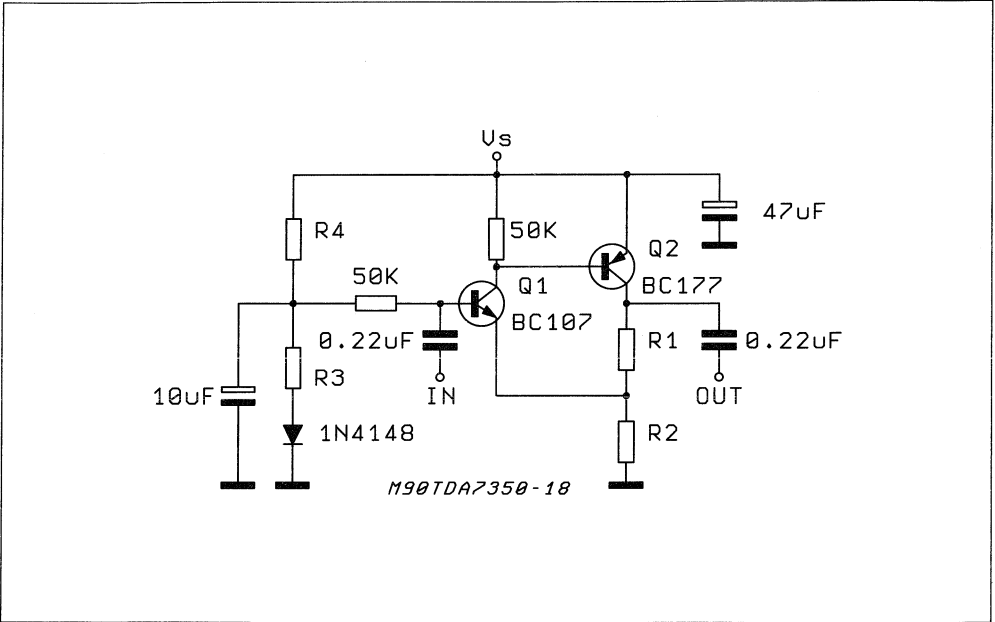 Vs
47uF
R4
50K
Q2
50K
Q1
BC177
BC107
0.22uF
R1
0.22uF
R3
10uF
IN
OUT
1N4148
R2
M90TDA7350-18